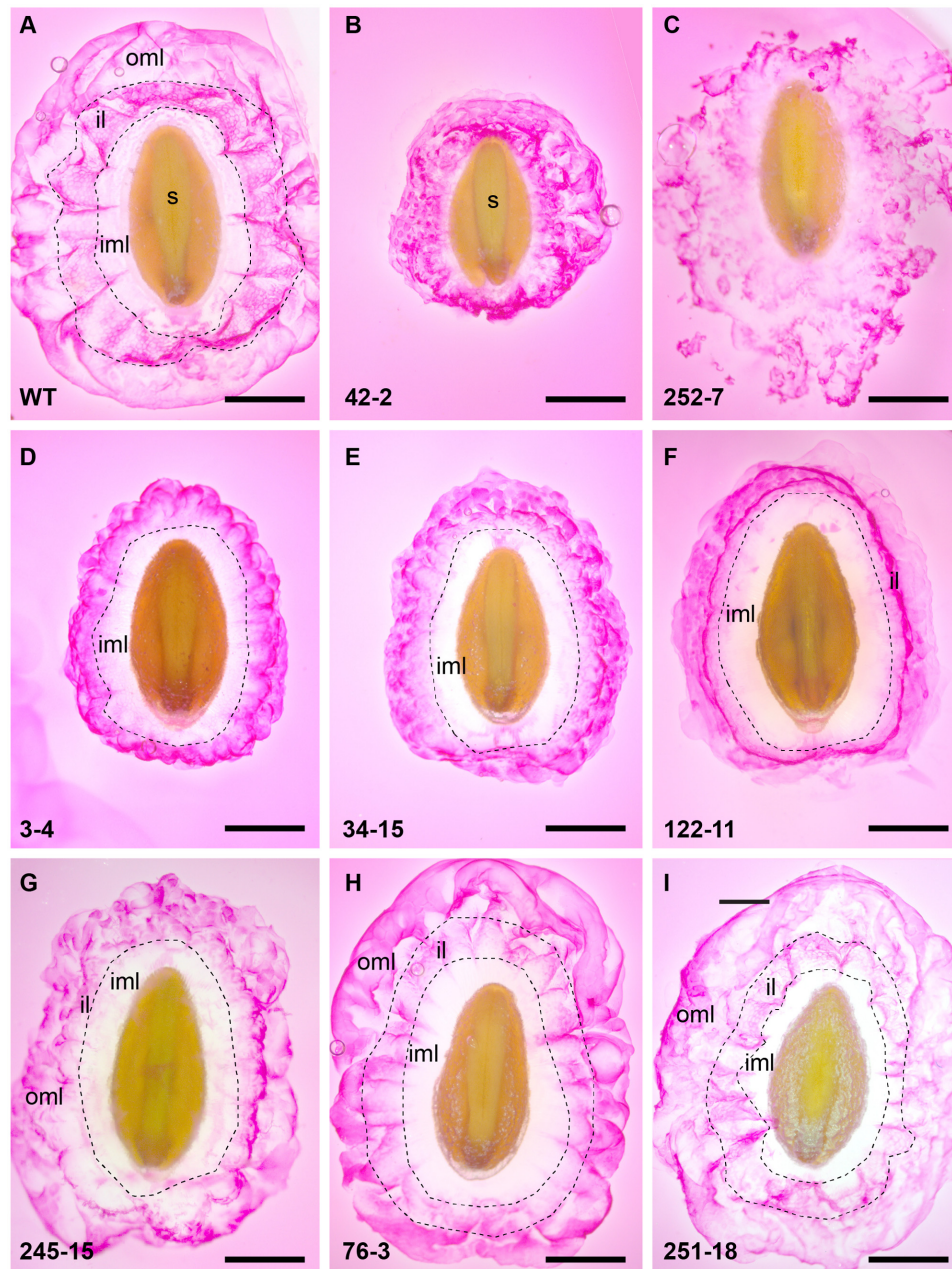 A
oml
il
s
iml
WT
B
s
42-2
C
252-7
D
iml
3-4
E
iml
34-15
F
il
iml
122-11
G
iml
il
oml
245-15
H
il
oml
iml
76-3
I
il
oml
iml
251-18